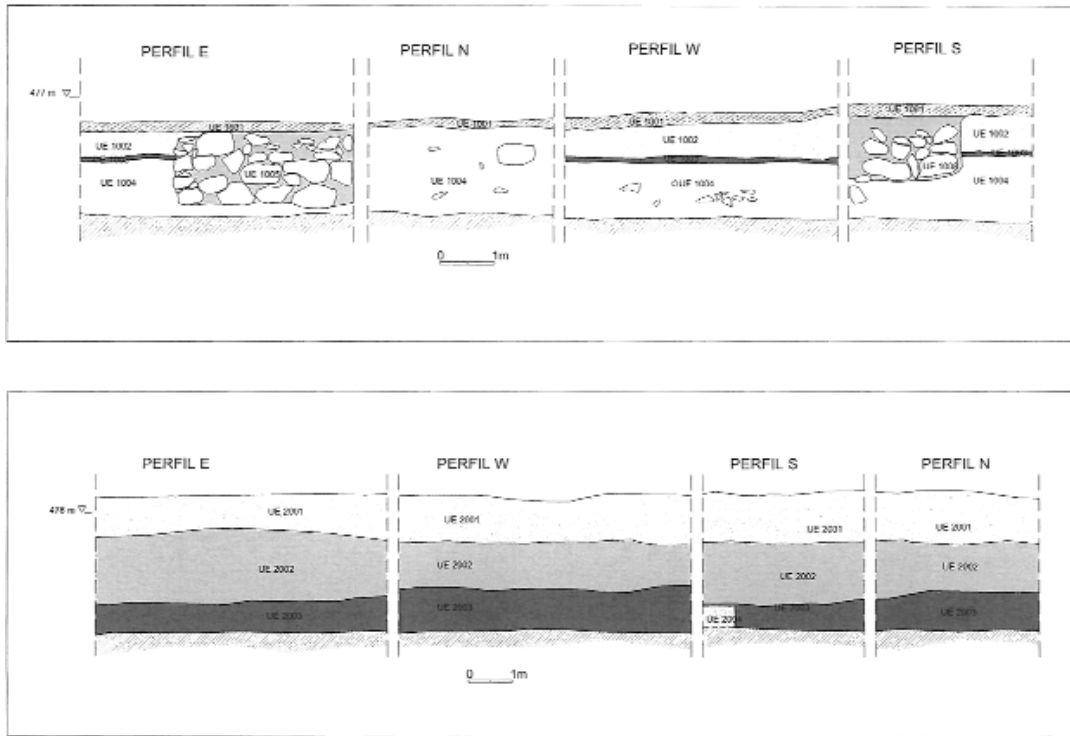 PERFIL E
PERFIL N
PERFIL W
PERFIL S
477 m
UE 1001
UE 1002
UE 1004
UE 1005
UE 1001
UE 1004
UE 1001
UE 1002
UE 1004
UE 1001
UE 1002
UE 1004
0 1m
PERFIL E
PERFIL W
PERFIL S
PERFIL N
476 m
UE 2001
UE 2002
UE 2003
UE 2001
UE 2002
UE 2003
UE 2001
UE 2002
UE 2003
UE
UE 2001
UE 2002
UE 2003
0 1m